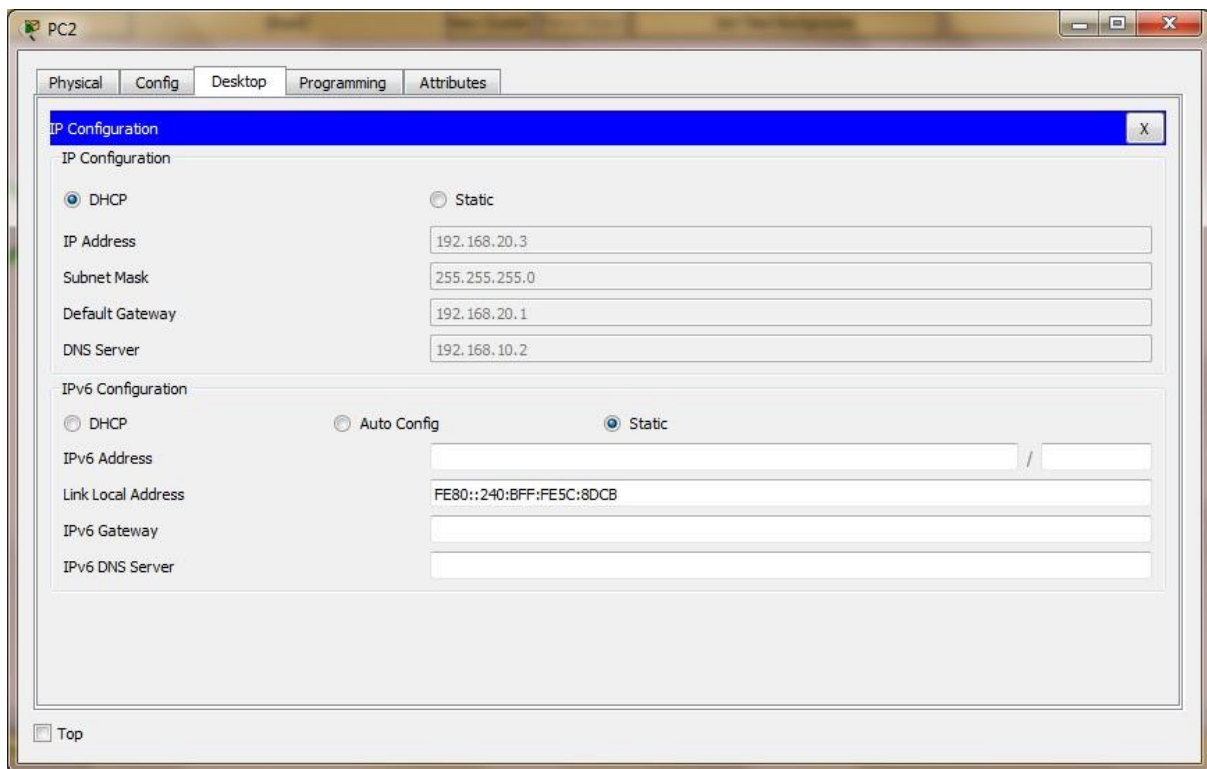 PC2
Physical Config Desktop Programming Attributes
IP Configuration X
IP Configuration
DHCP Static
IP Address 192.168.20.3
Subnet Mask 255.255.255.0
Default Gateway 192.168.20.1
DNS Server 192.168.10.2
IPv6 Configuration
DHCP Auto Config Static
IPv6 Address /
Link Local Address FE80::240:BFF:FE5C:8DCB
IPv6 Gateway
IPv6 DNS Server
Top